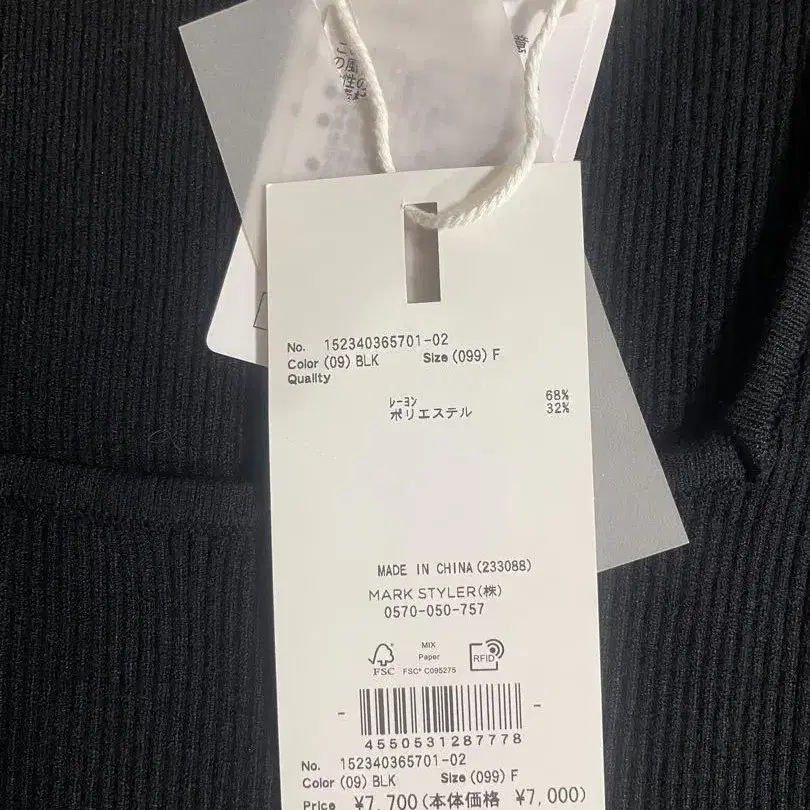 No. 152340365701-02
Color (09) BLK Size (099) F
Quality
レーヨン 68%
ポリエステル 32%
MADE IN CHINA (233088)
MARK STYLER(株)
0570-050-757
MIX
Paper
FSC FSC® C095275
RFID
4550531287778
No. 152340365701-02
Color (09) BLK Size (099) F
Price ¥7,700(本体価格 ¥7,000)